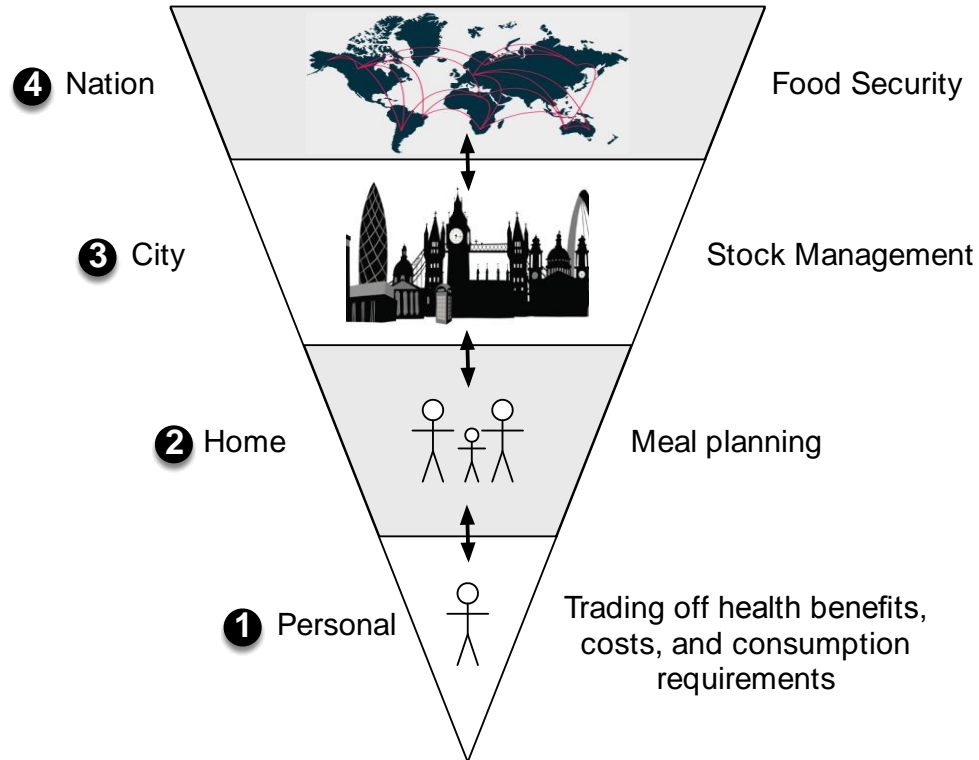 4 Nation
Food Security
3 City
Stock Management
2 Home
Meal planning
1 Personal
Trading off health benefits,
costs, and consumption
requirements